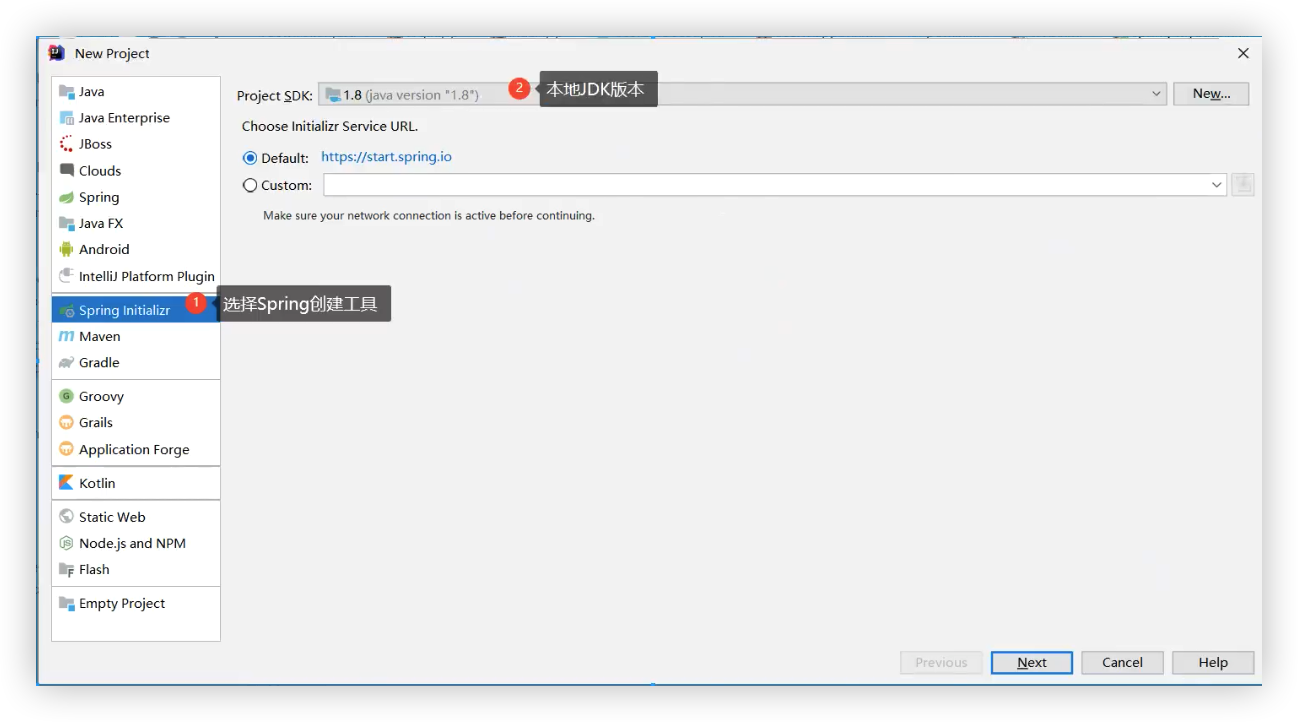 New Project
Java
Java Enterprise
JBoss
Clouds
Spring
Java FX
Android
IntelliJ Platform Plugin
Spring Initializr
1
选择Spring创建工具
Maven
Gradle
Groovy
Grails
Application Forge
Kotlin
Static Web
Node.js and NPM
Flash
Empty Project
Project SDK: 1.8 (java version "1.8") 2 本地JDK版本 New...
Choose Initializr Service URL.
Default: https://start.spring.io
Custom:
Make sure your network connection is active before continuing.
Previous Next Cancel Help